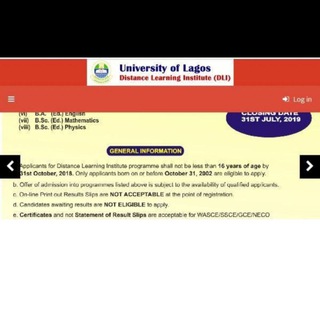 University of Lagos
Distance Learning Institute (DLI)
Log in
(vi) B.A. (Ed.) English
(vii) B.Sc. (Ed.) Mathematics
(viii) B.Sc. (Ed.) Physics
CLOSING DATE
31ST JULY, 2019
GENERAL INFORMATION
Applicants for Distance Learning Institute programme shall not be less than 16 years of age by
31st October, 2018. Only applicants born on or before October 31, 2002 are eligible to apply.
b. Offer of admission into programmes listed above is subject to the availability of qualified applicants.
c. On-line Print out Results Slips are NOT ACCEPTABLE at the point of registration.
d. Candidates awaiting results are NOT ELIGIBLE to apply.
e. Certificates and not Statement of Result Slips are acceptable for WASCE/SSCE/GCE/NECO